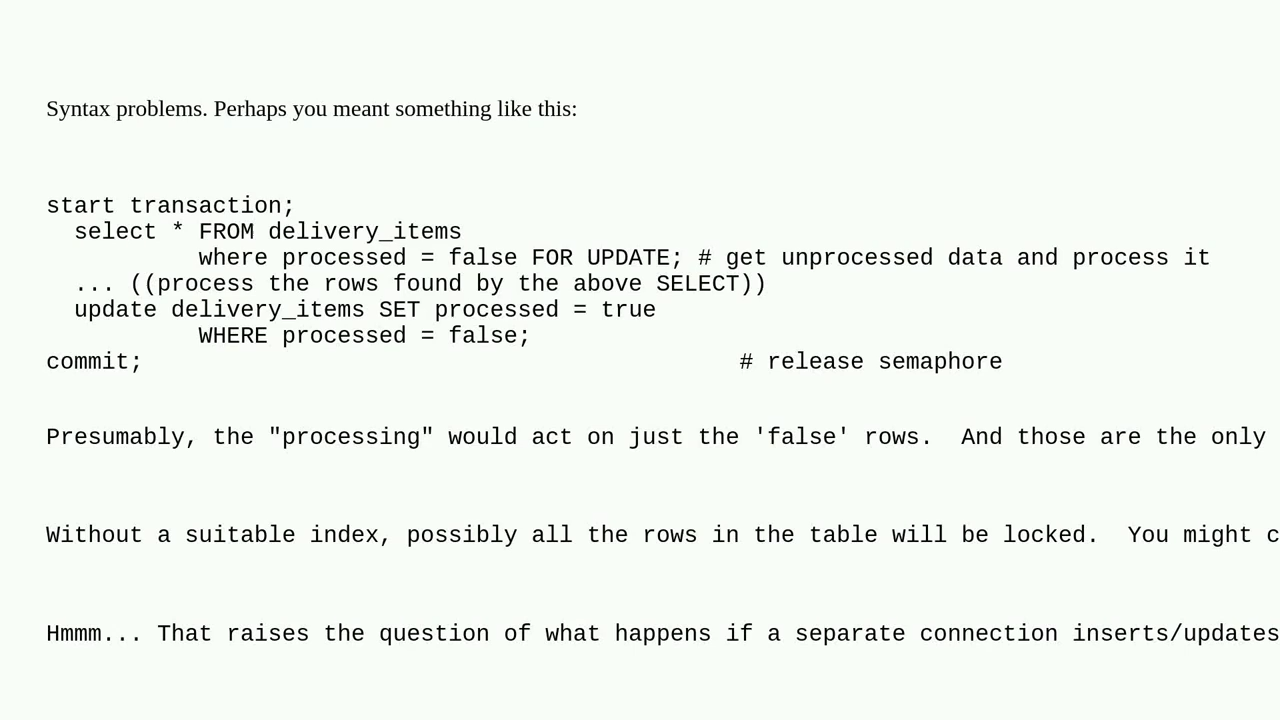 Syntax problems. Perhaps you meant something like this:
start transaction;
  select * FROM delivery_items
           where processed = false FOR UPDATE; # get unprocessed data and process it
  ... ((process the rows found by the above SELECT))
  update delivery_items SET processed = true
           WHERE processed = false;
commit;                                           # release semaphore
Presumably, the "processing" would act on just the 'false' rows.  And those are the only
Without a suitable index, possibly all the rows in the table will be locked.  You might
Hmmm... That raises the question of what happens if a separate connection inserts/updates